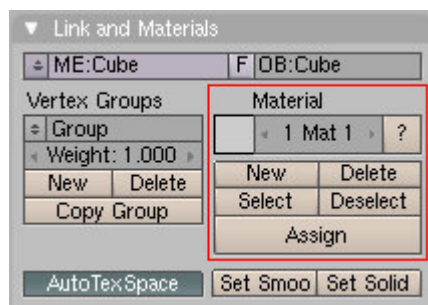 Link and Materials
ME:Cube F OB:Cube
Vertex Groups Material
Group 1 Mat 1 ?
Weight: 1.000
New Delete New Delete
Copy Group Select Deselect
Assign
AutoTexSpace Set Smoo Set Solid